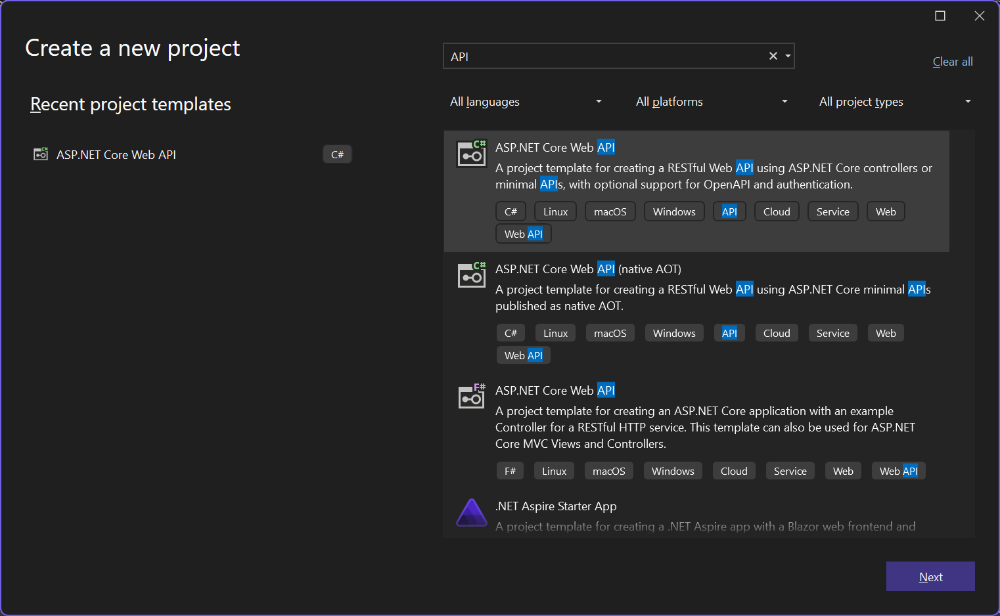 Create a new project
API
Clear all
Recent project templates
All languages
All platforms
All project types
ASP.NET Core Web API
C#
C#
ASP.NET Core Web API
A project template for creating a RESTful Web API using ASP.NET Core controllers or
minimal APIs, with optional support for OpenAPI and authentication.
C# Linux macOS Windows API Cloud Service Web
Web API
C#
ASP.NET Core Web API (native AOT)
A project template for creating a RESTful Web API using ASP.NET Core minimal APIs
published as native AOT.
C# Linux macOS Windows API Cloud Service Web
Web API
F#
ASP.NET Core Web API
A project template for creating an ASP.NET Core application with an example
Controller for a RESTful HTTP service. This template can also be used for ASP.NET
Core MVC Views and Controllers.
F# Linux macOS Windows Cloud Service Web Web API
.NET Aspire Starter App
A project template for creating a .NET Aspire app with a Blazor web frontend and
Next